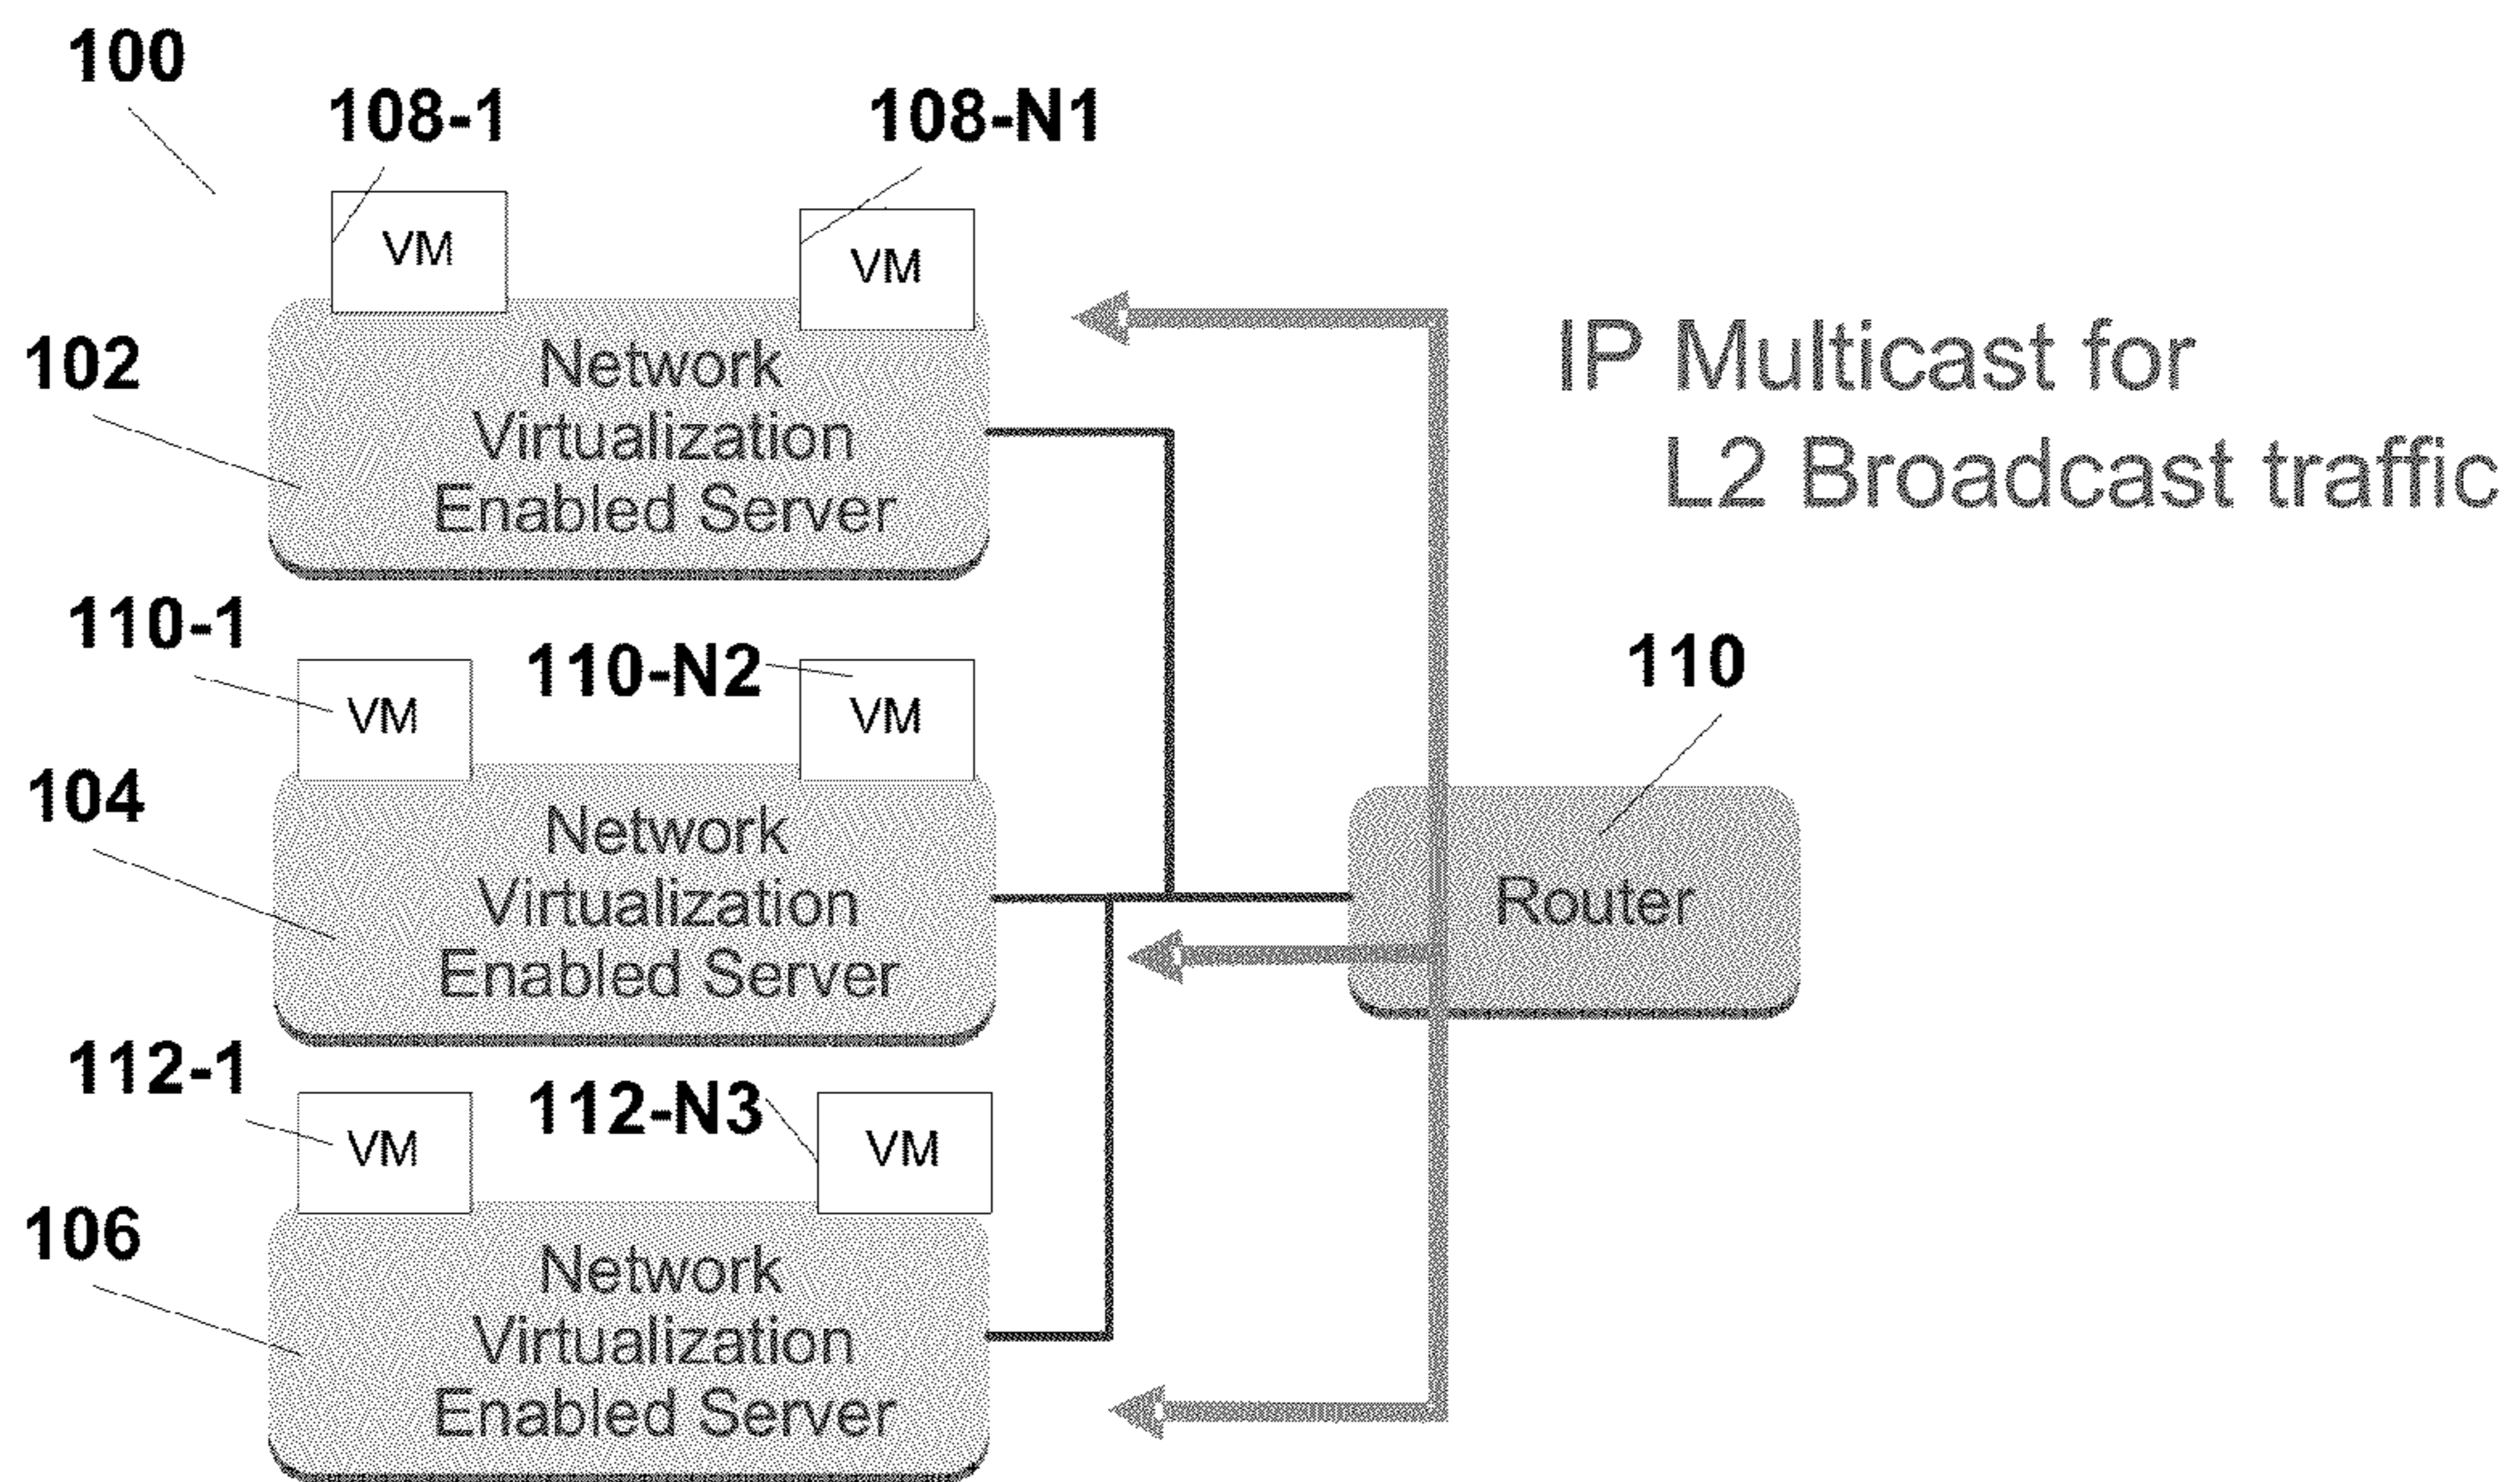 100
108-1
108-N1
VM
VM
102
Network
Virtualization
Enabled Server
IP Multicast for
L2 Broadcast traffic
110-1
110-N2
VM
VM
104
Network
Virtualization
Enabled Server
110
Router
112-1
112-N3
VM
VM
106
Network
Virtualization
Enabled Server